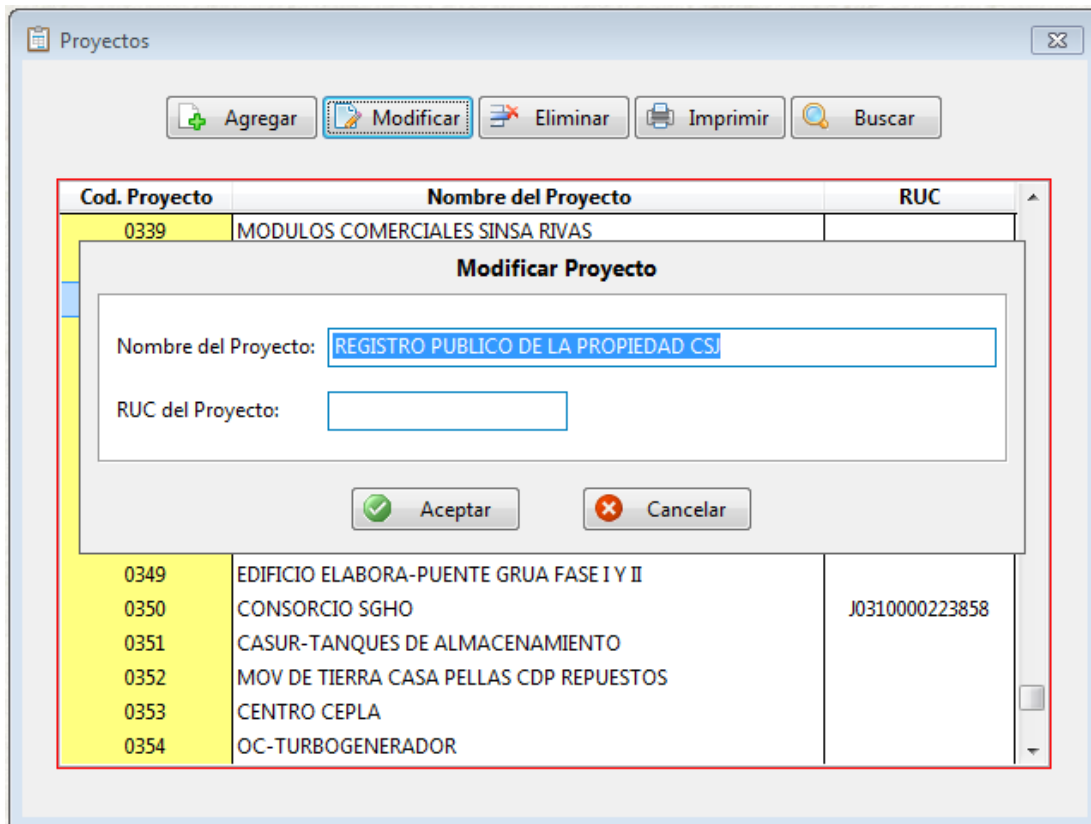 Proyectos
Agregar Modificar Eliminar Imprimir Buscar
Cod. Proyecto Nombre del Proyecto RUC
0339 MODULOS COMERCIALES SINSA RIVAS
Modificar Proyecto
Nombre del Proyecto: REGISTRO PUBLICO DE LA PROPIEDAD CSJ
RUC del Proyecto:
Aceptar Cancelar
0349 EDIFICIO ELABORA-PUENTE GRUA FASE I Y II
0350 CONSORCIO SGHO J0310000223858
0351 CASUR-TANQUES DE ALMACENAMIENTO
0352 MOV DE TIERRA CASA PELLAS CDP REPUESTOS
0353 CENTRO CEPLA
0354 OC-TURBOGENERADOR